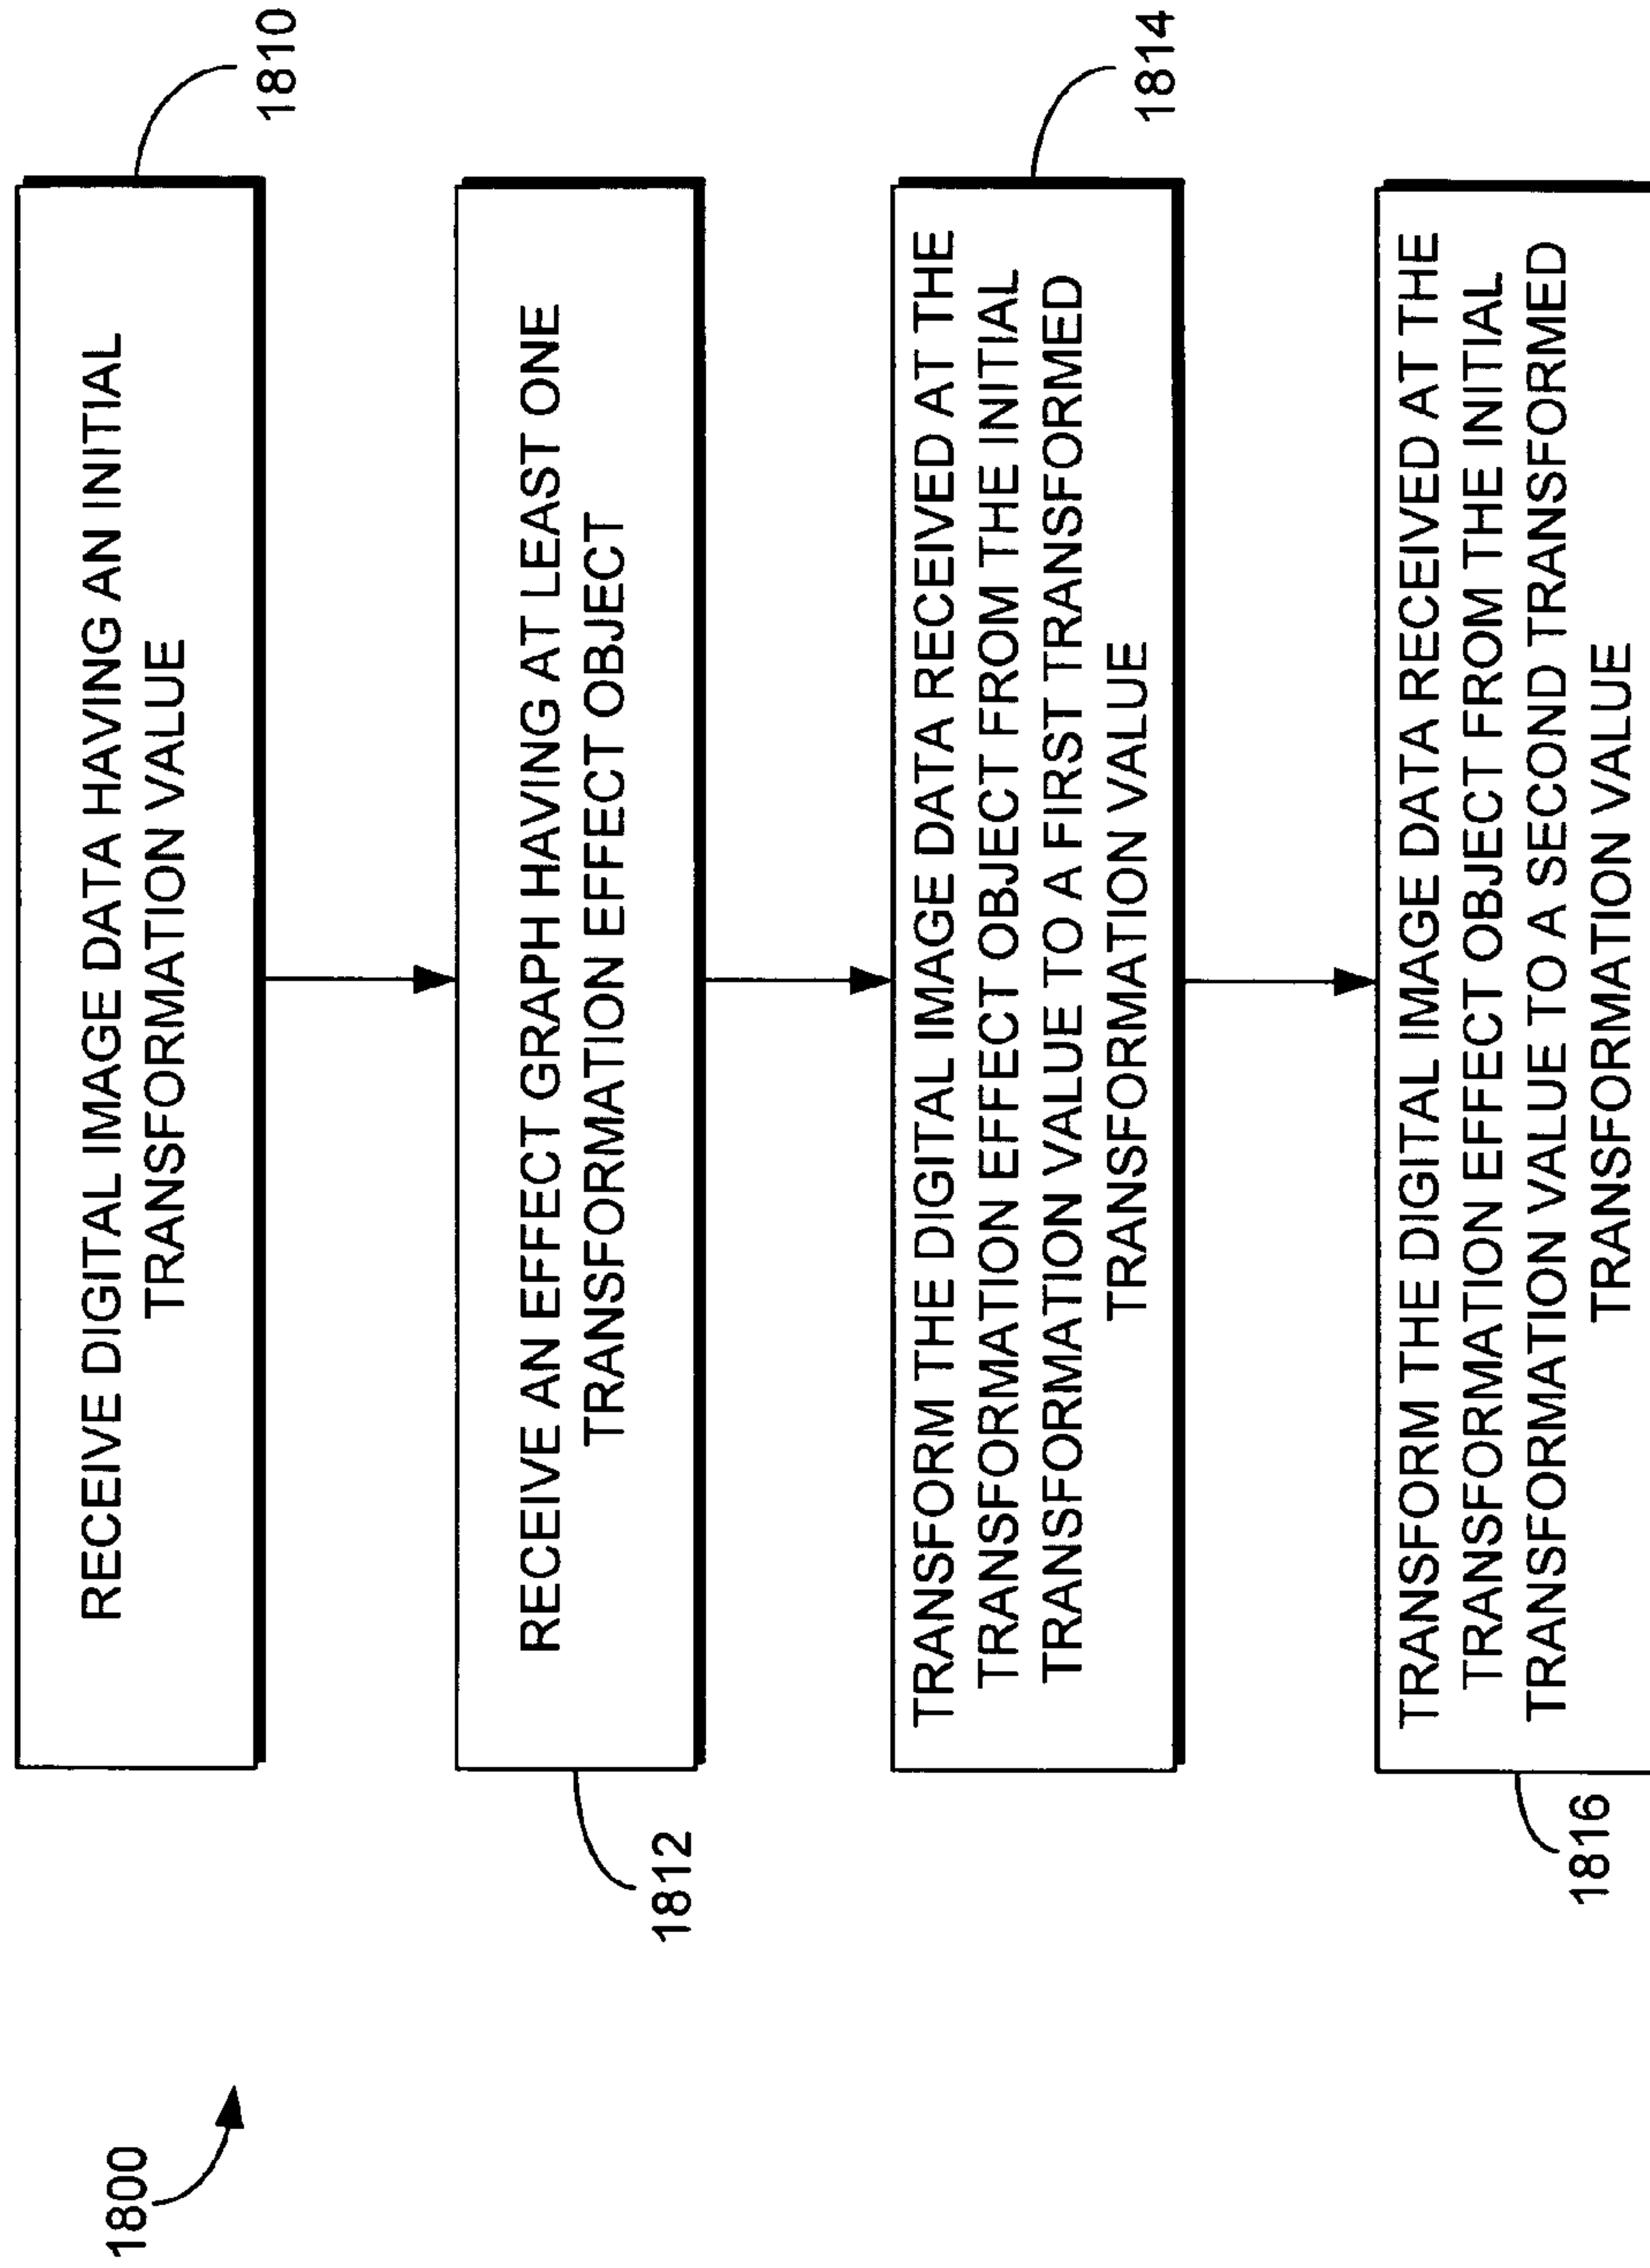 1800
RECEIVE DIGITAL IMAGE DATA HAVING AN INITIAL
TRANSFORMATION VALUE
1810
RECEIVE AN EFFECT GRAPH HAVING AT LEAST ONE
TRANSFORMATION EFFECT OBJECT
1812
TRANSFORM THE DIGITAL IMAGE DATA RECEIVED AT THE
TRANSFORMATION EFFECT OBJECT FROM THE INITIAL
TRANSFORMATION VALUE TO A FIRST TRANSFORMED
TRANSFORMATION VALUE
1814
TRANSFORM THE DIGITAL IMAGE DATA RECEIVED AT THE
TRANSFORMATION EFFECT OBJECT FROM THE INITIAL
TRANSFORMATION VALUE TO A SECOND TRANSFORMED
TRANSFORMATION VALUE
1816